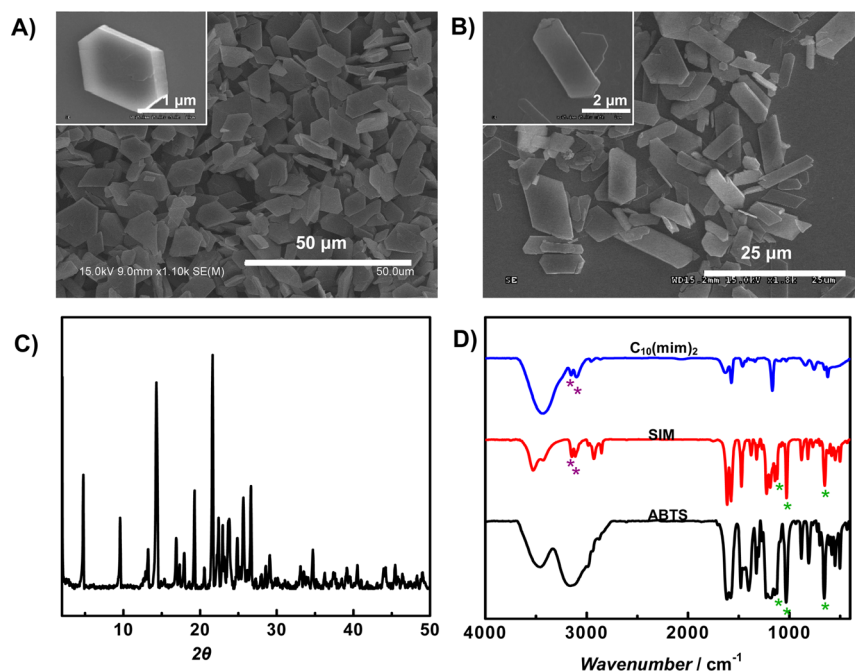 A)
1 µm
50 µm
15.0kV 9.0mm x1.10k SE(M)
50.0um
B)
2 µm
25 µm
SE
C)
10
20
30
40
50
2θ
D)
C10(mim)2
SIM
ABTS
* *
* *
* * *
* * *
4000
3000
2000
1000
Wavenumber / cm-1